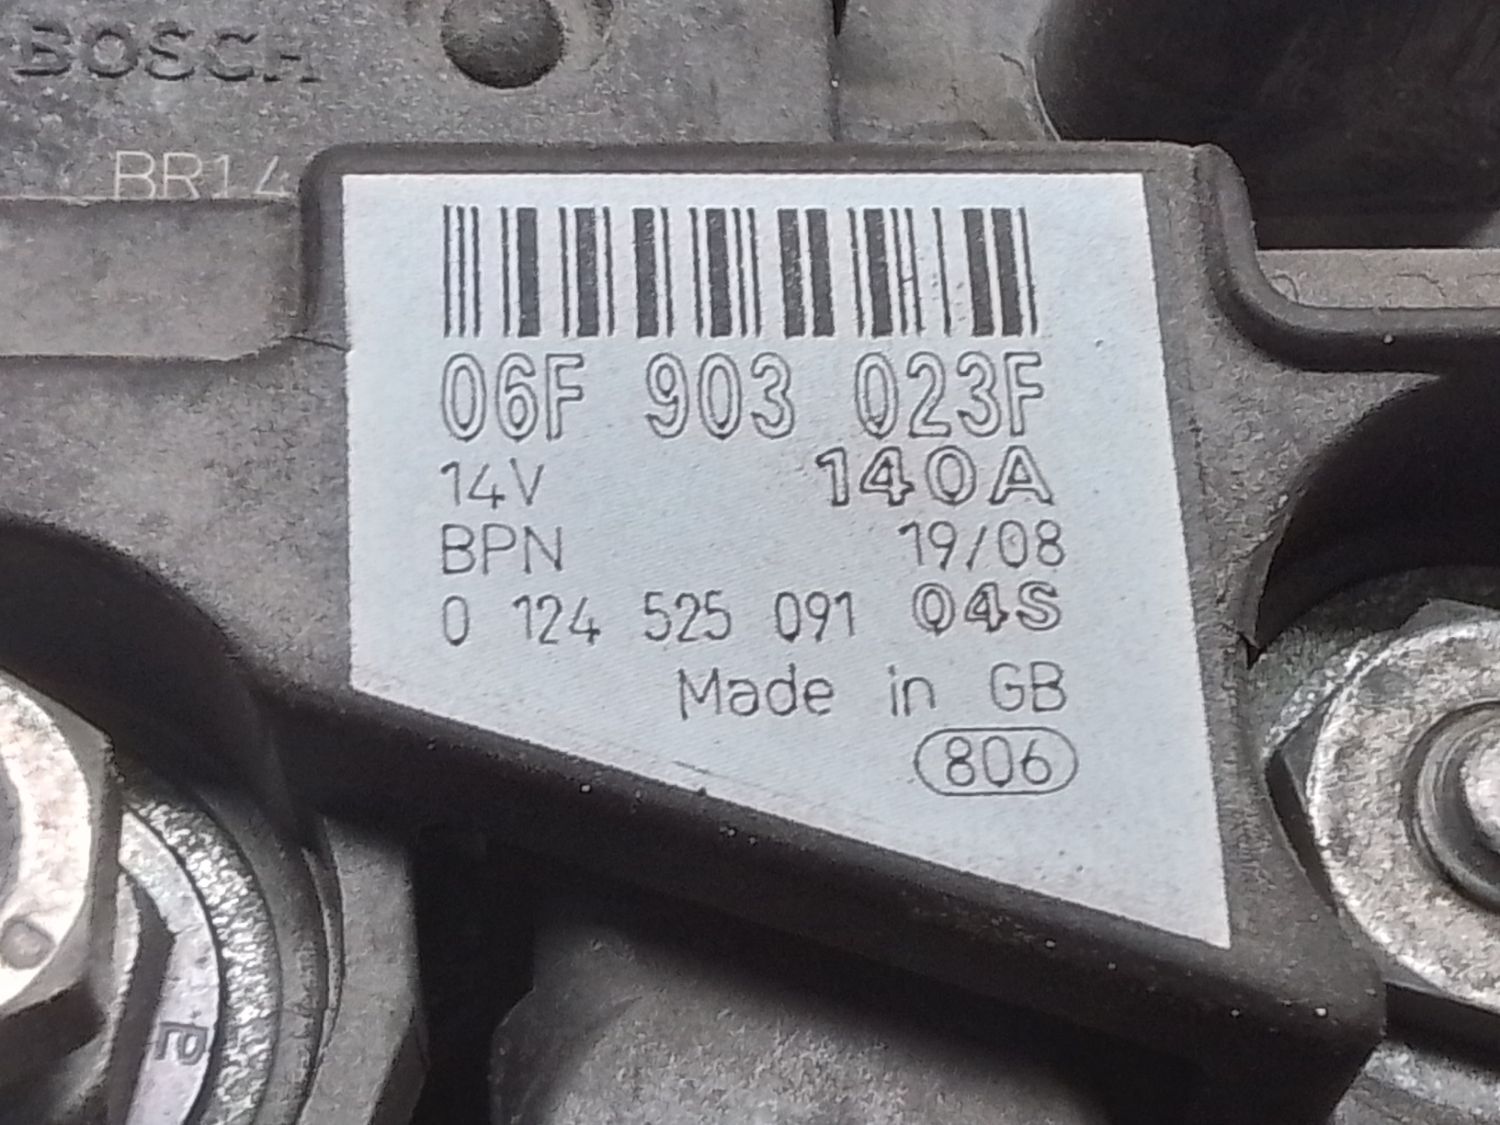 BOSCH
BR14
06F 903 023F
14V 140A
BPN 19/08
0 124 525 091 04S
Made in GB
806
P